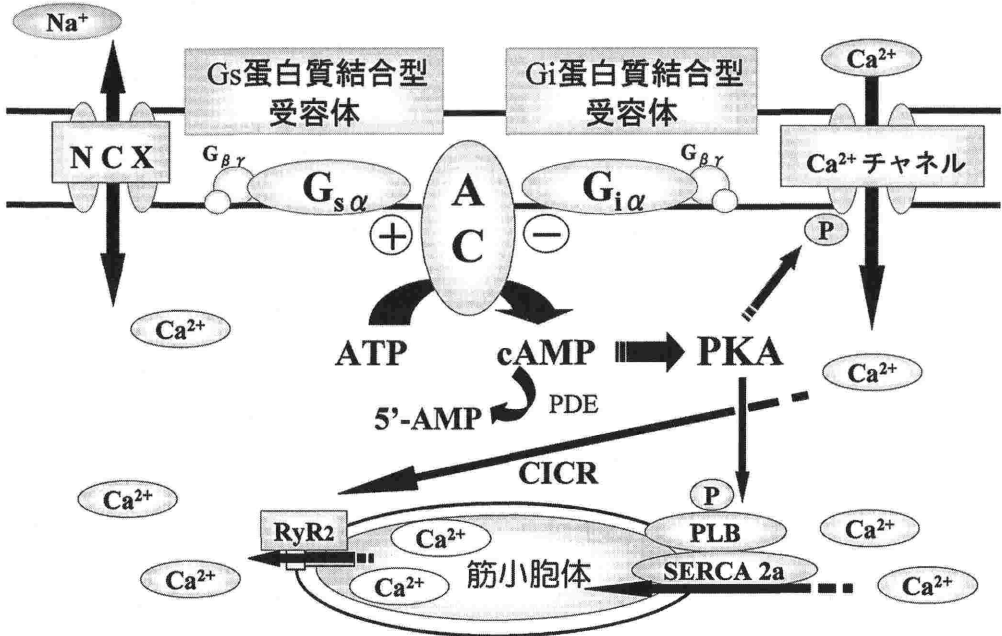 Na⁺
Gs蛋白質結合型
受容体
Gi蛋白質結合型
受容体
Ca²⁺
NCX
Gβγ
Gsα
AC
Giα
Gβγ
Ca²⁺チャネル
+
−
P
Ca²⁺
ATP
cAMP
PKA
Ca²⁺
5'-AMP
PDE
CICR
Ca²⁺
P
RyR2
Ca²⁺
PLB
Ca²⁺
Ca²⁺
Ca²⁺
筋小胞体
SERCA 2a
Ca²⁺